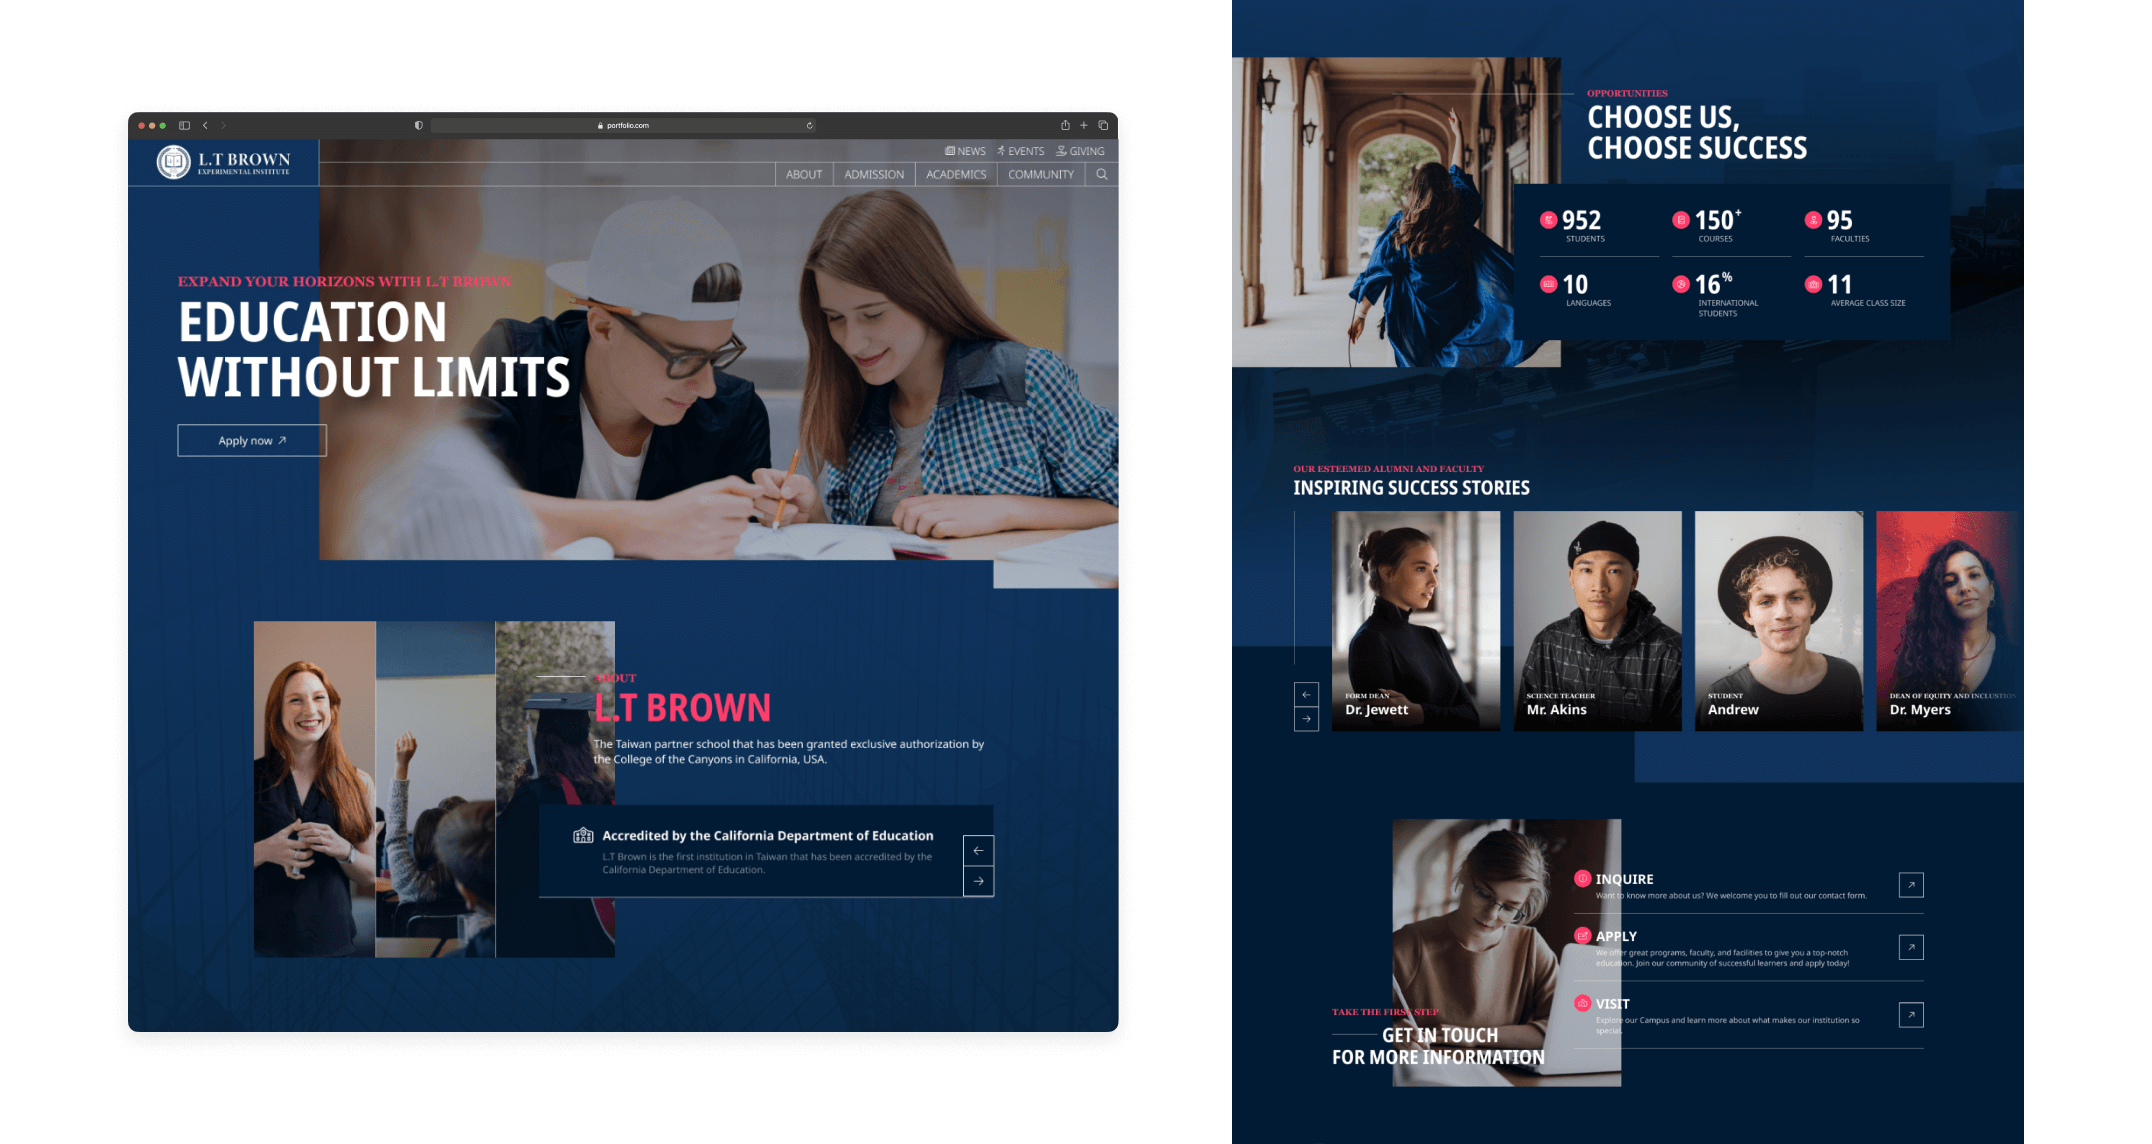 portfolio.com
L.T BROWN
EXPERIMENTAL INSTITUTE
NEWS EVENTS GIVING
ABOUT ADMISSION ACADEMICS COMMUNITY
EXPAND YOUR HORIZONS WITH L.T BROWN
EDUCATION
WITHOUT LIMITS
Apply now
ABOUT
L.T BROWN
The Taiwan partner school that has been granted exclusive authorization by
the College of the Canyons in California, USA.
Accredited by the California Department of Education
L.T Brown is the first institution in Taiwan that has been accredited by the
California Department of Education.
OPPORTUNITIES
CHOOSE US,
CHOOSE SUCCESS
952 150+ 95
STUDENTS COURSES FACULTIES
10 16% 11
LANGUAGES INTERNATIONAL AVERAGE CLASS SIZE
STUDENTS
OUR ESTEEMED ALUMNI AND FACULTY
INSPIRING SUCCESS STORIES
FORM DEAN
Dr. Jewett
SCIENCE TEACHER
Mr. Akins
STUDENT
Andrew
DEAN OF EQUITY AND INCLUSTION
Dr. Myers
INQUIRE
Want to know more about us? We welcome you to fill out our contact form.
APPLY
We offer great programs, faculty, and facilities to give you a top-notch
education. Join our community of successful learners and apply today!
VISIT
Explore our Campus and learn more about what makes our institution so
special.
TAKE THE FIRST STEP
GET IN TOUCH
FOR MORE INFORMATION